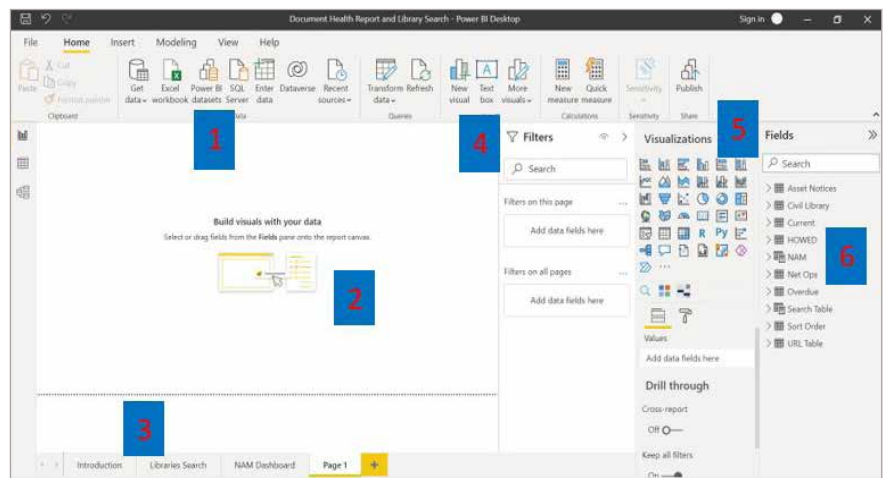 Document Health Report and Library Search - Power BI Desktop
Sign in
File Home Insert Modeling View Help
Paste
Cut
Copy
Format painter
Clipboard
Get data
Excel workbook
Power BI datasets
SQL Server
Enter data
Dataverse
Recent sources
Transform data
Refresh
Queries
New visual
Text box
More visuals
New measure
Quick measure
Calculations
Sensitivity
Sensitivity
Publish
Share
1
2
3
4
5
6
Build visuals with your data
Select or drag fields from the Fields pane onto the report canvas.
Filters
Search
Filters on this page
...
Add data fields here
Filters on all pages
...
Add data fields here
Visualizations
R Py
...
Values
Add data fields here
Drill through
Cross-report
Off
Keep all filters
On
Fields
Search
Asset Notices
Civil Library
Current
HOWED
NAM
Net Ops
Overdue
Search Table
Sort Order
URL Table
Introduction Libraries Search NAM Dashboard Page 1 +